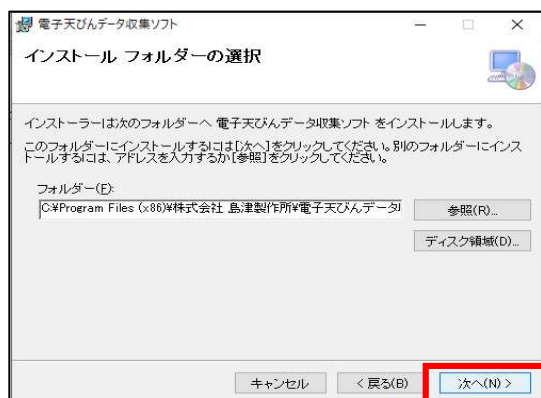 電子天びんデータ収集ソフト
インストール フォルダーの選択
インストーラーは次のフォルダーへ 電子天びんデータ収集ソフト をインストールします。
このフォルダーにインストールするには[次へ]をクリックしてください。別のフォルダーにインス
トールするには、アドレスを入力するか[参照]をクリックしてください。
フォルダー(F):
C:¥Program Files (x86)¥株式会社 島津製作所¥電子天びんデータ
参照(R)...
ディスク領域(D)...
キャンセル
< 戻る(B)
次へ(N) >